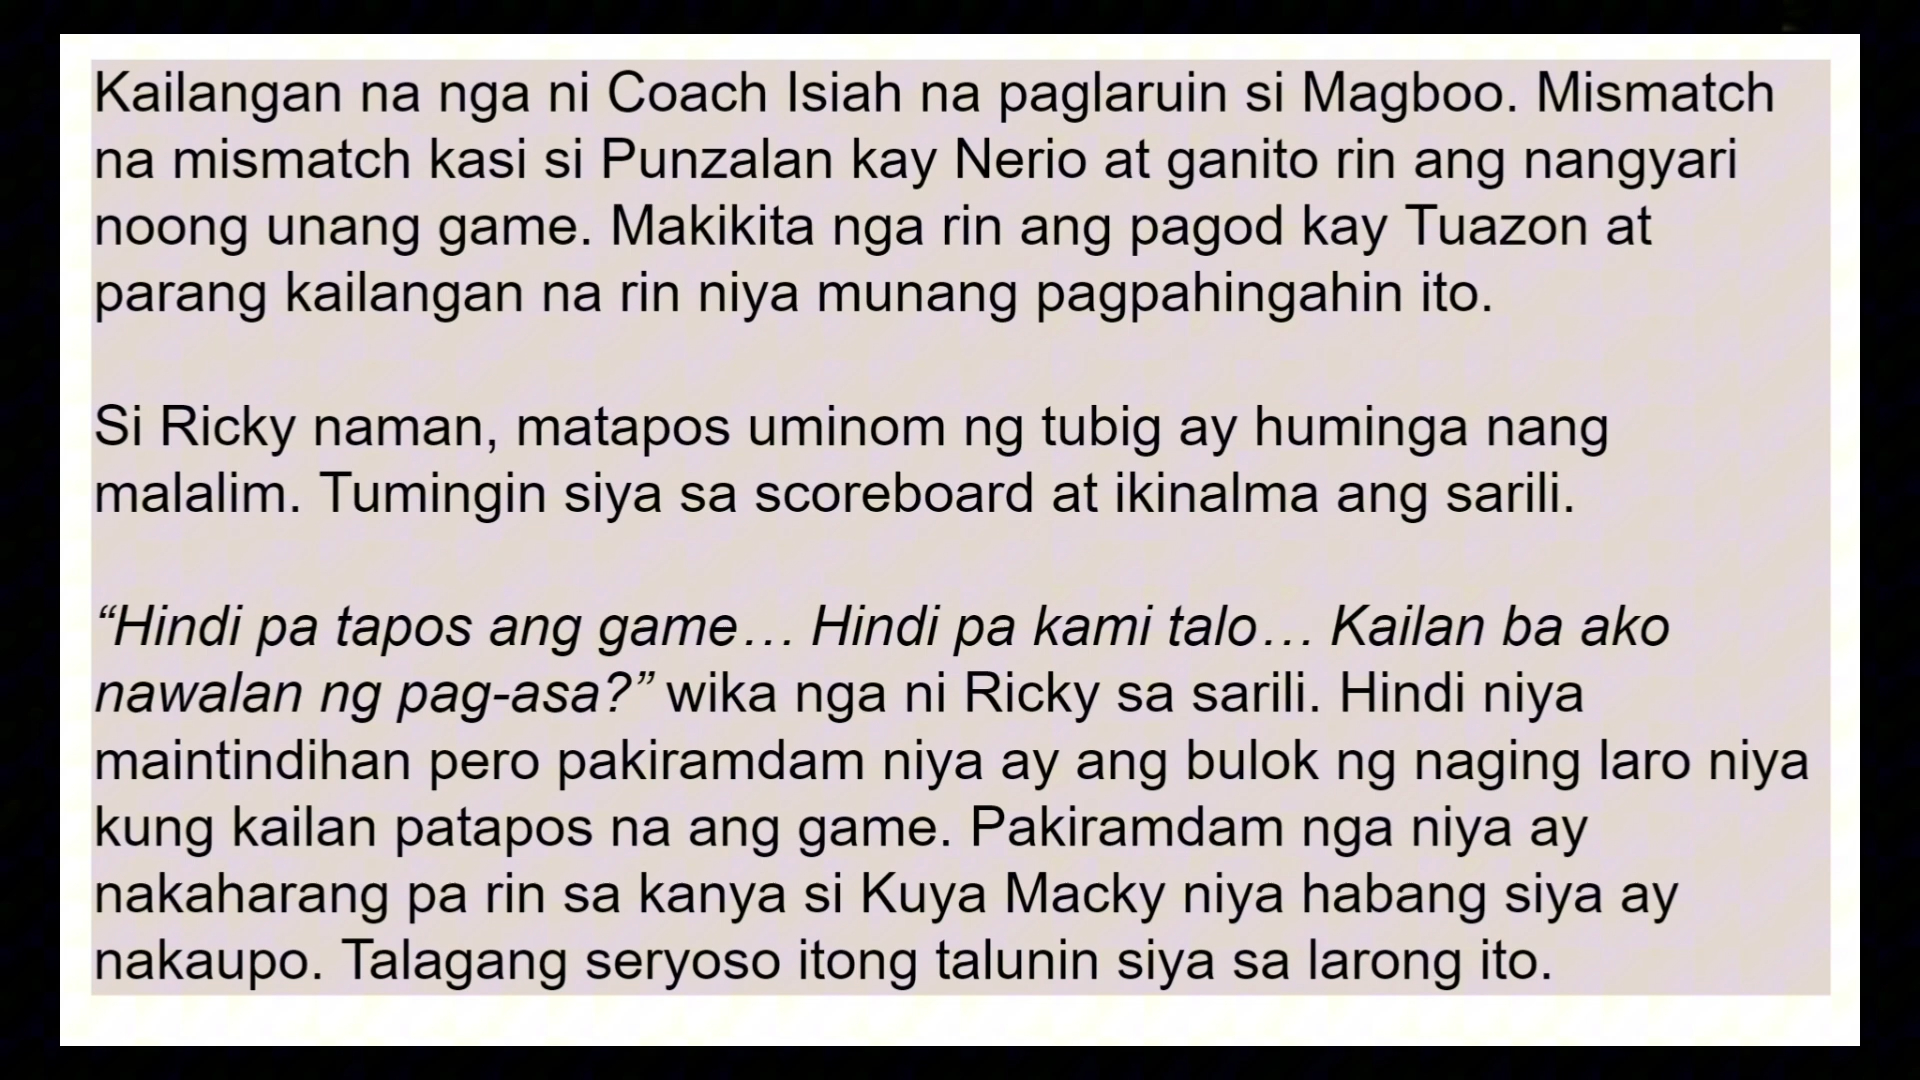 Kailangan na nga ni Coach Isiah na paglaruin si Magboo. Mismatch
na mismatch kasi si Punzalan kay Nerio at ganito rin ang nangyari
noong unang game. Makikita nga rin ang pagod kay Tuazon at
parang kailangan na rin niya munang pagpahingahin ito.
Si Ricky naman, matapos uminom ng tubig ay huminga nang
malalim. Tumingin siya sa scoreboard at ikinalma ang sarili.
“Hindi pa tapos ang game… Hindi pa kami talo… Kailan ba ako
nawalan ng pag-asa?” wika nga ni Ricky sa sarili. Hindi niya
maintindihan pero pakiramdam niya ay ang bulok ng naging laro niya
kung kailan patapos na ang game. Pakiramdam nga niya ay
nakaharang pa rin sa kanya si Kuya Macky niya habang siya ay
nakaupo. Talagang seryoso itong talunin siya sa larong ito.